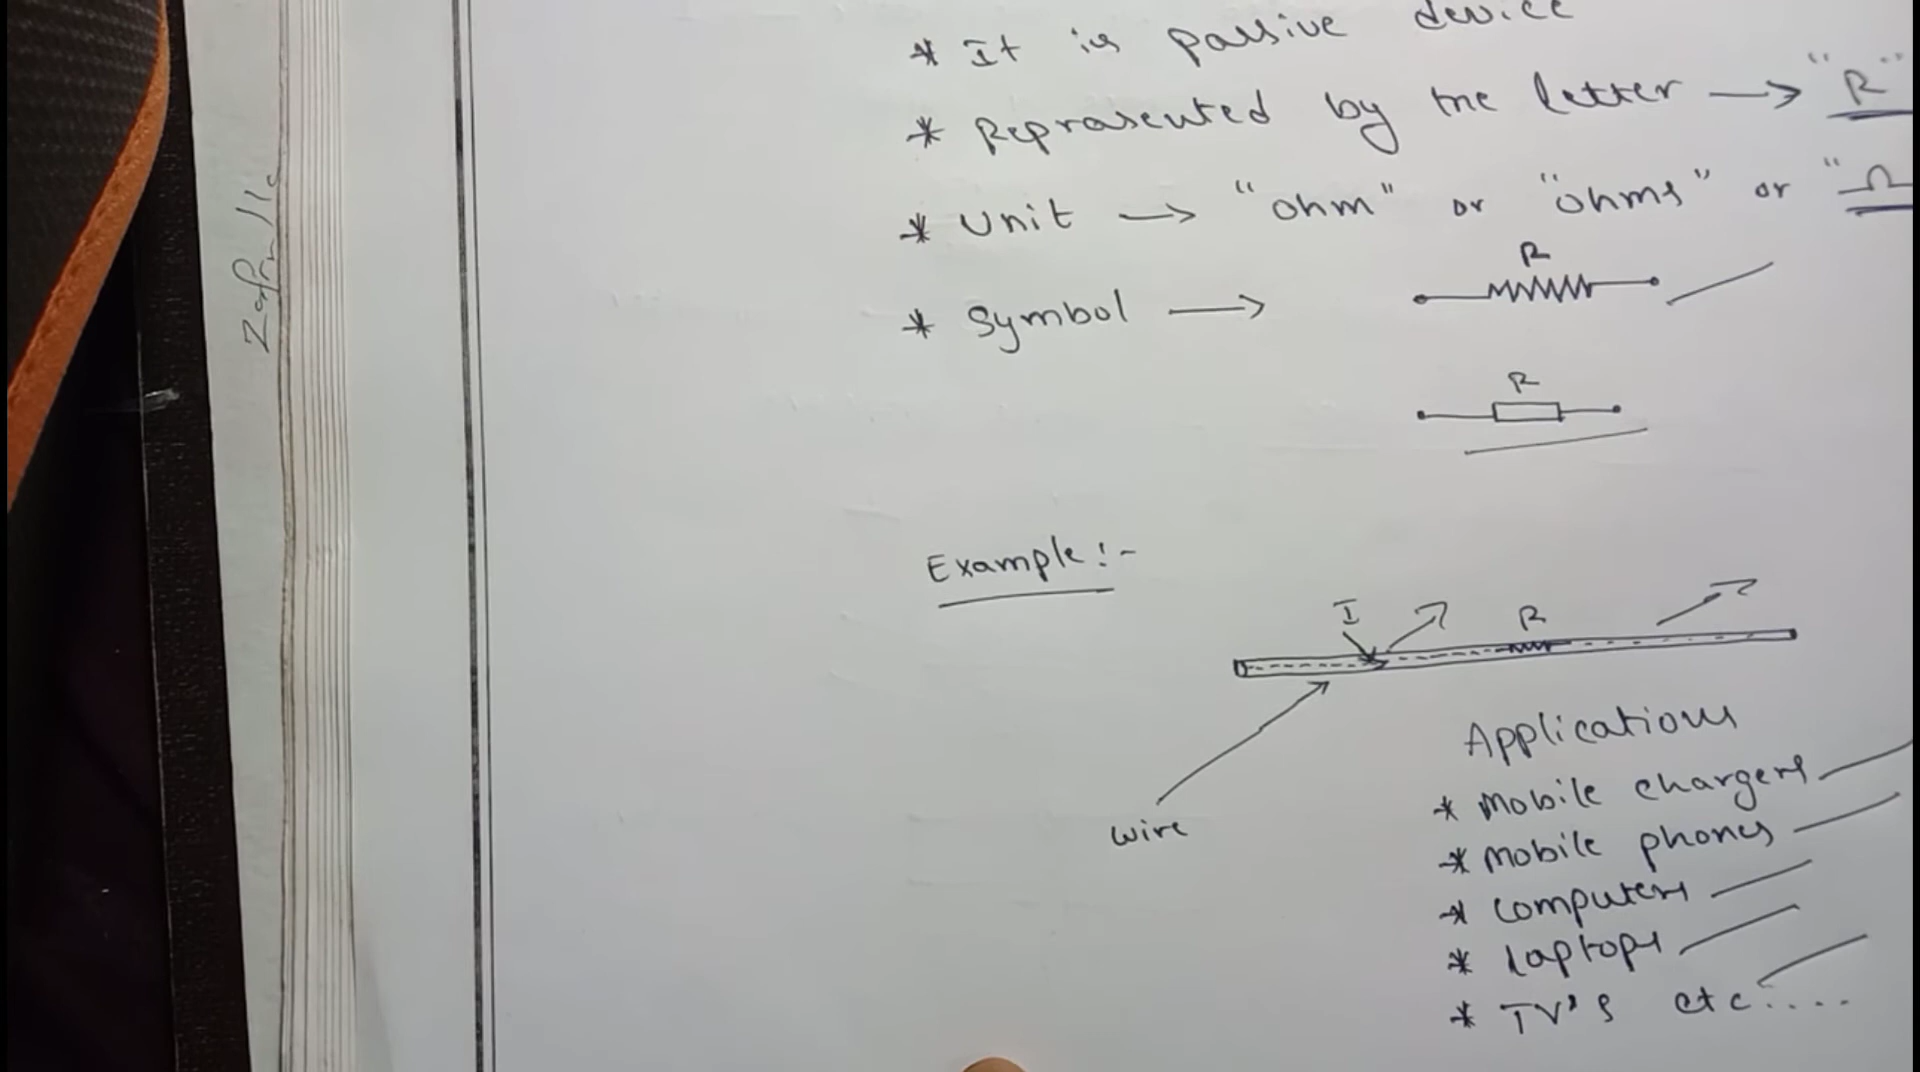 * It is passive device
* Reprasented by the letter → "R"
* Unit → "ohm" or "ohms" or "Ω
* Symbol →
R
R
Example:-
I
R
wire
Applications
* Mobile chargers
* Mobile phones
* Computers
* laptops
* TV's etc....